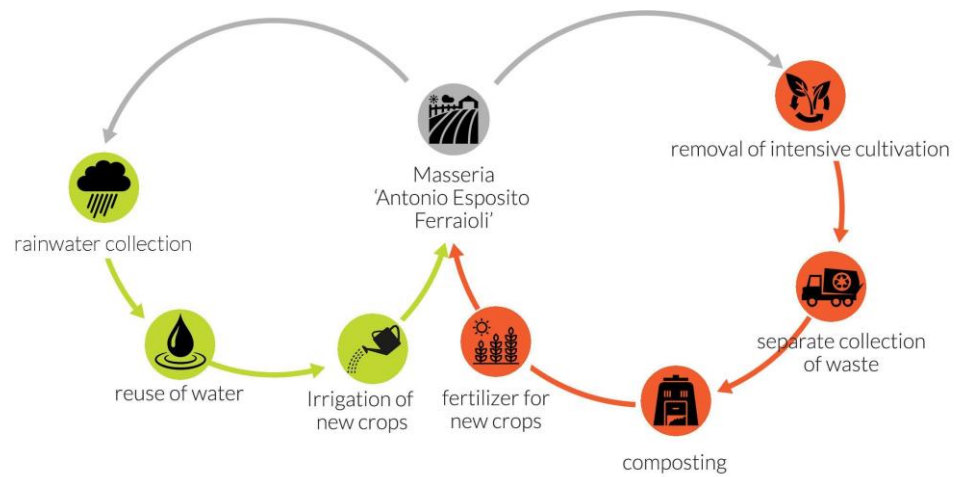 Masseria
'Antonio Esposito
Ferraioli'
removal of intensive cultivation
rainwater collection
separate collection
of waste
reuse of water
Irrigation of
new crops
fertilizer for
new crops
composting